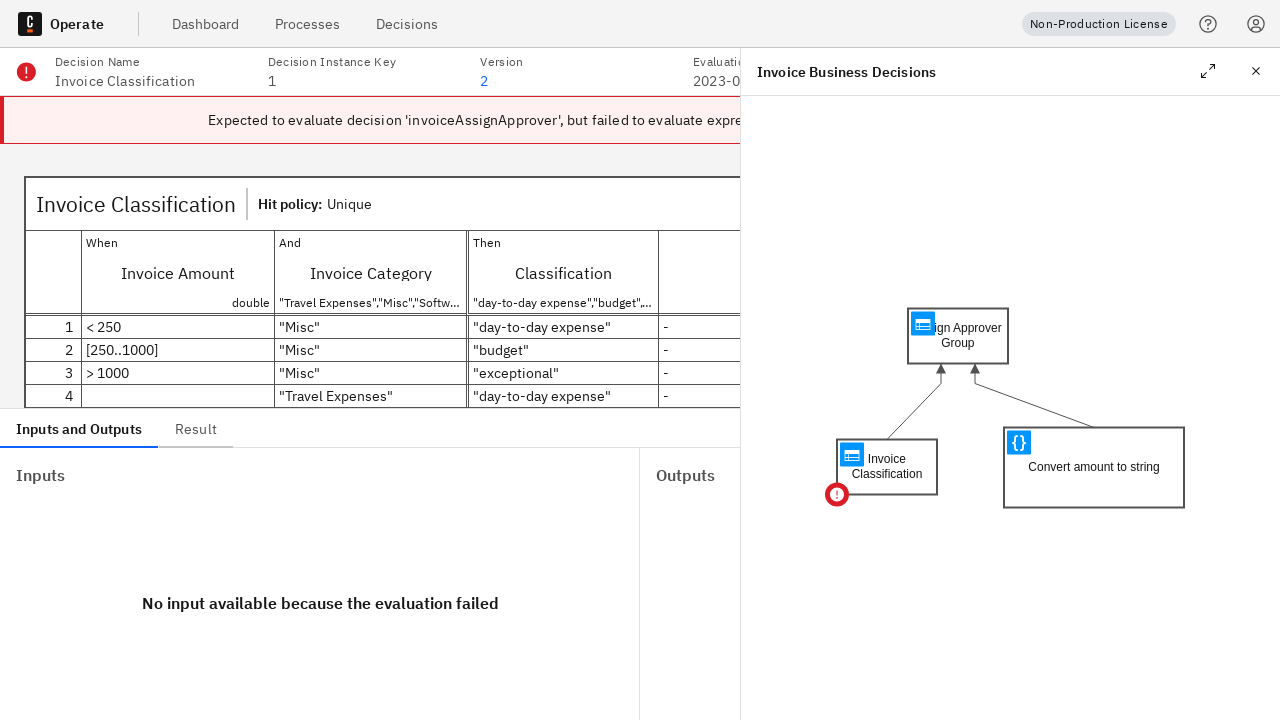 Operate
Dashboard
Processes
Decisions
Non-Production License
Decision Name
Invoice Classification
Decision Instance Key
1
Version
2
2023-0
Expected to evaluate decision 'invoiceAssignApprover', but failed to evaluate expre
Invoice Classification
Hit policy: Unique
When
Invoice Amount
double
And
Invoice Category
"Travel Expenses","Misc","Softw...
Then
Classification
"day-to-day expense","budget",...
1 < 250 "Misc" "day-to-day expense" -
2 [250..1000] "Misc" "budget" -
3 > 1000 "Misc" "exceptional" -
4 "Travel Expenses" "day-to-day expense" -
Inputs and Outputs
Result
Inputs
No input available because the evaluation failed
Outputs
Invoice Business Decisions
ign Approver
Group
Invoice
Classification
Convert amount to string